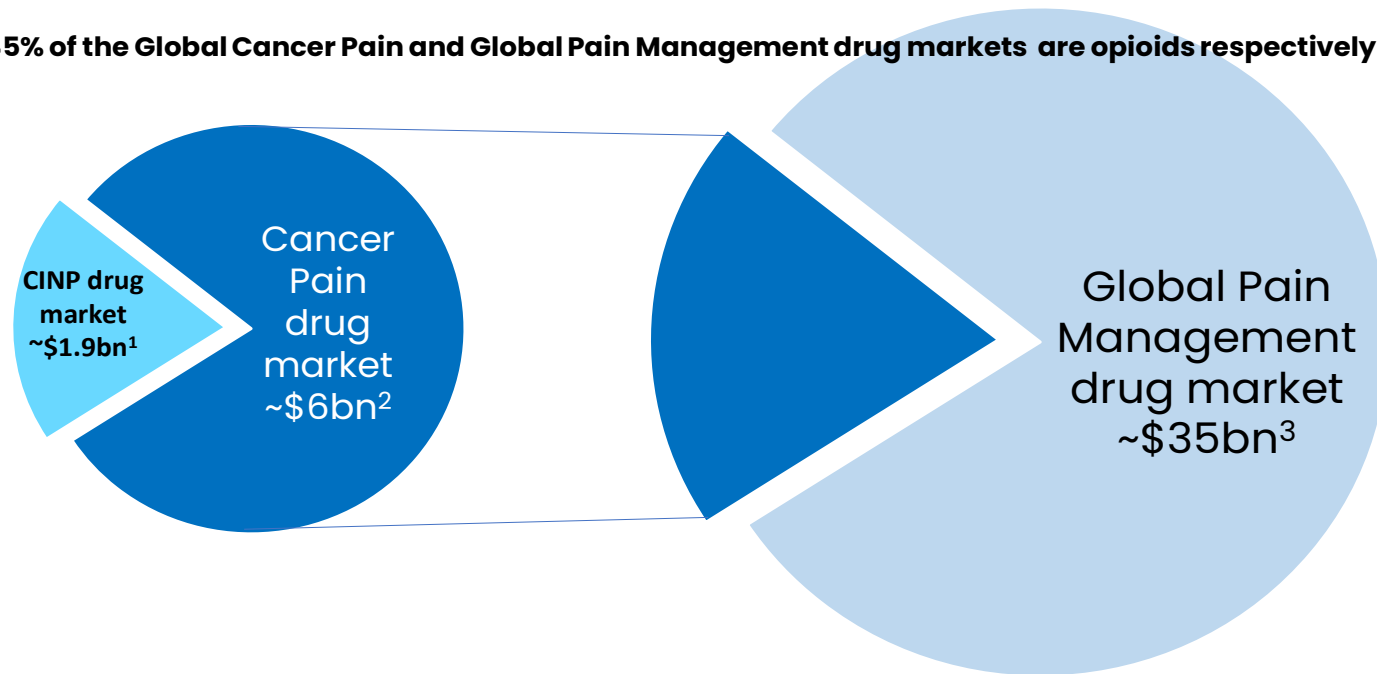 5% of the Global Cancer Pain and Global Pain Management drug markets are opioids respectively
CINP drug
market
~$1.9bn¹
Cancer
Pain
drug
market
~$6bn²
Global Pain
Management
drug market
~$35bn³